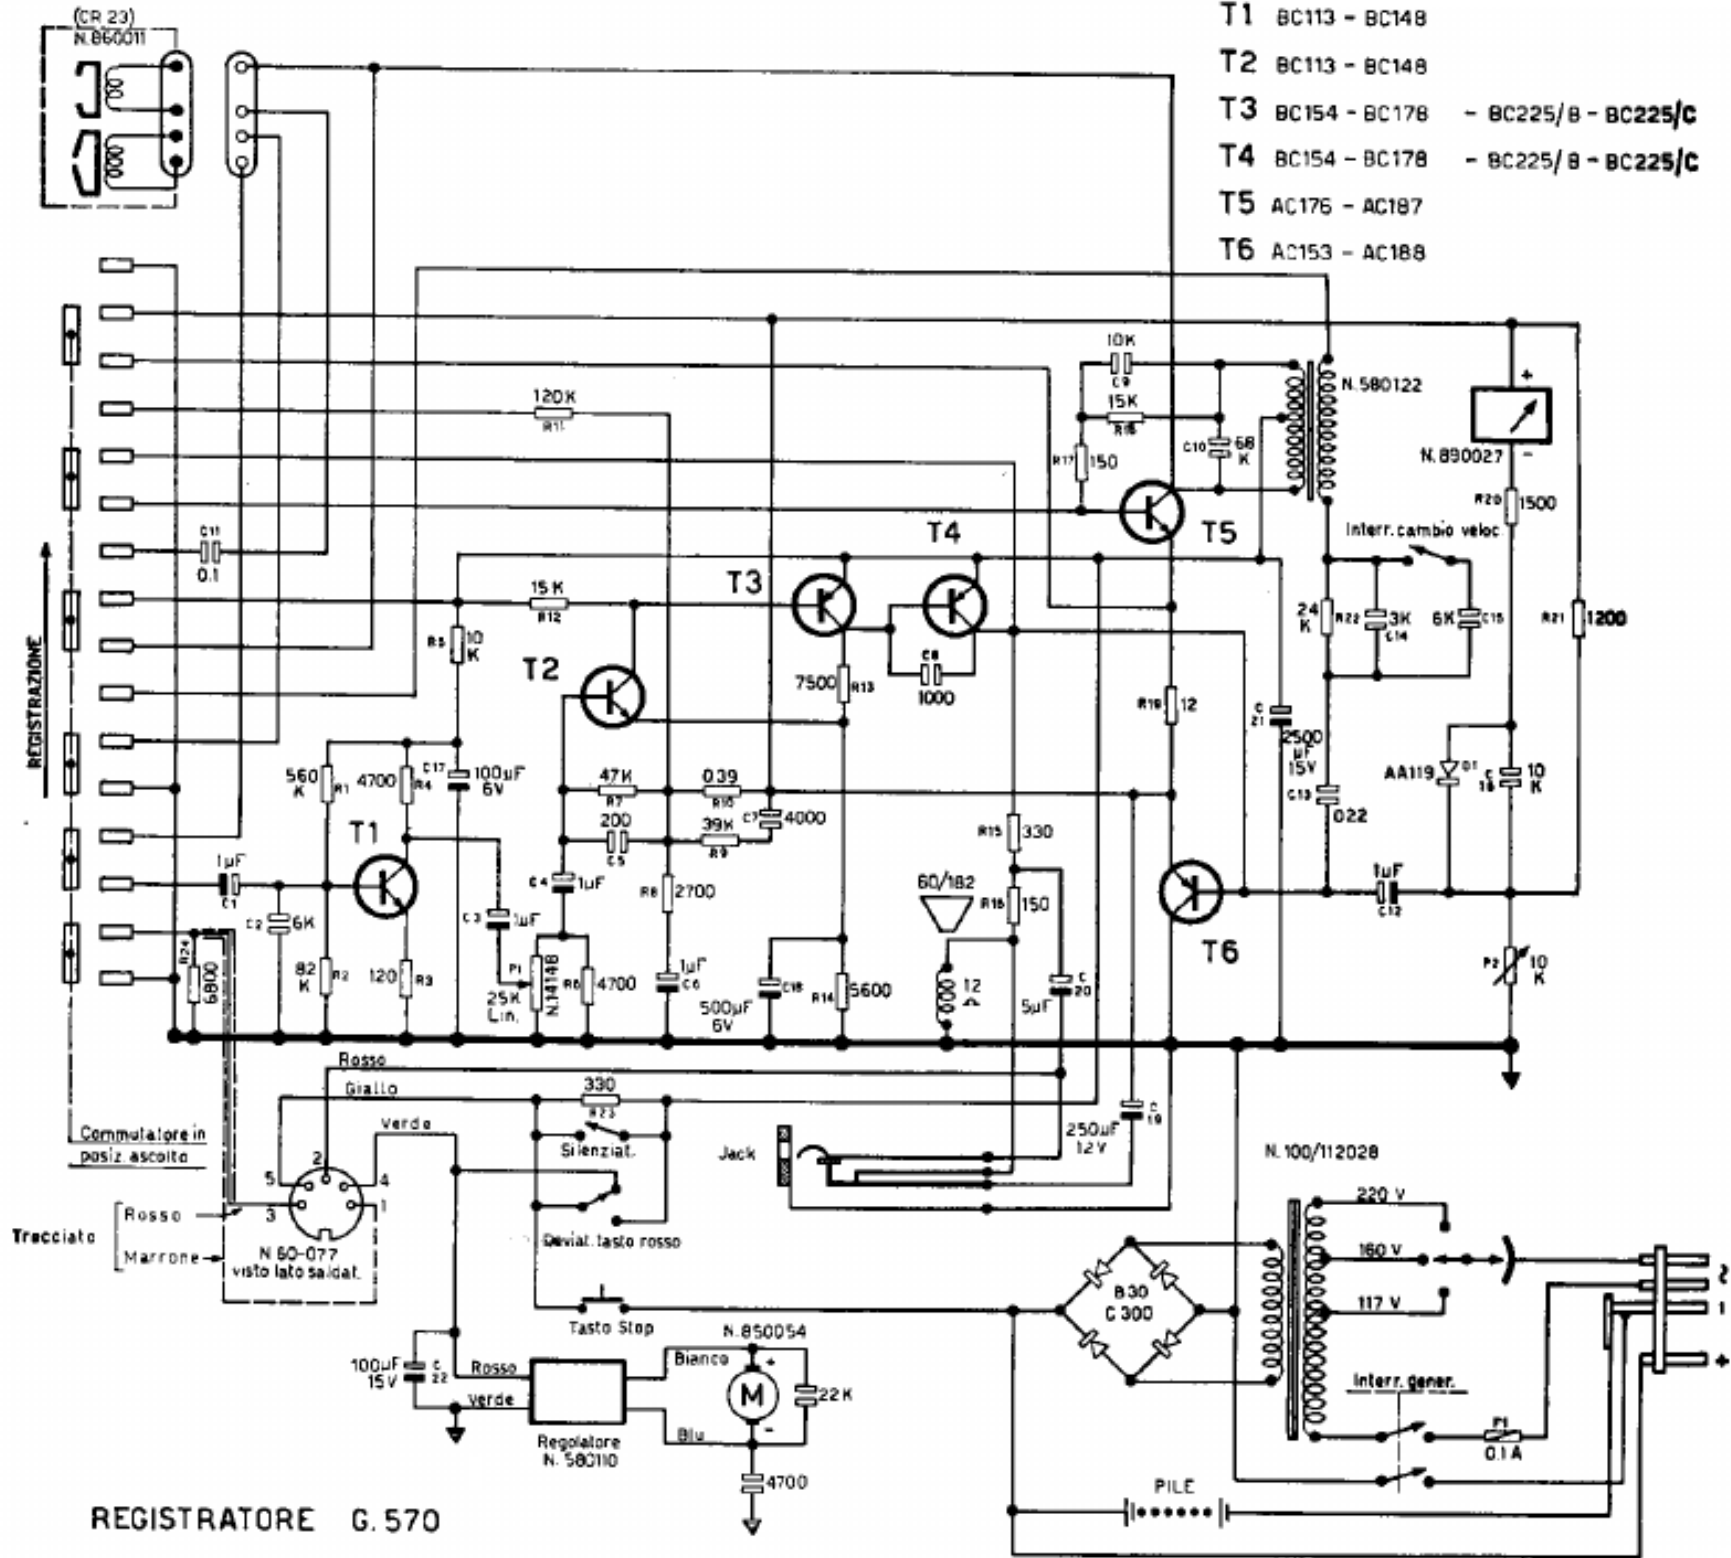 (CR 23)
N.860011
T1 BC113 - BC148
T2 BC113 - BC148
T3 BC154 - BC178 - BC225/B - BC225/C
T4 BC154 - BC178 - BC225/B - BC225/C
T5 AC176 - AC187
T6 AC153 - AC188
10K
C9
15K
R18
R17
150
C10
68
K
N.580122
+
N.890027
-
R20
1500
120K
R11
C11
0.1
T5
T4
T3
Interr.cambio veloc.
15K
R12
R5
10
K
T2
7500
R13
C8
1000
24
K
R22
3K
C14
6K
C15
R21
1200
R19
12
C
21
2500
µF
15V
REGISTRAZIONE
560
K
R1
4700
R4
C17
100µF
6V
47K
R7
0.39
R10
200
C5
39K
R9
C7
4000
AA119
D1
C
16
10
K
C13
022
R15
330
T1
1µF
C1
C2
6K
C4
1µF
R8
2700
60/182
R16
150
1µF
C12
T6
C3
1µF
R24
6800
82
K
R2
120
R3
P1
25K
Lin.
N.14148
R6
4700
1µF
C6
C18
500µF
6V
R14
5600
12
Ω
5µF
C
20
P2
10
K
Rosso
Giallo
330
R23
Verde
Silenziat.
Jack
250µF
12V
C
19
N.100/112028
Commutatore in
posiz. ascolto
2
5
4
3
1
Trecciato
Rosso
Marrone
N 60-077
visto lato saldat.
Deviat. tasto rosso
220 V
160 V
117 V
~
-
+
B30
C300
Tasto Stop
N.850054
100µF
15V
C
22
Rosso
Verde
Bianco
Blu
+
M
-
22K
Regolatore
N. 580110
4700
Interr. gener.
P1
0.1A
PILE
REGISTRATORE G.570